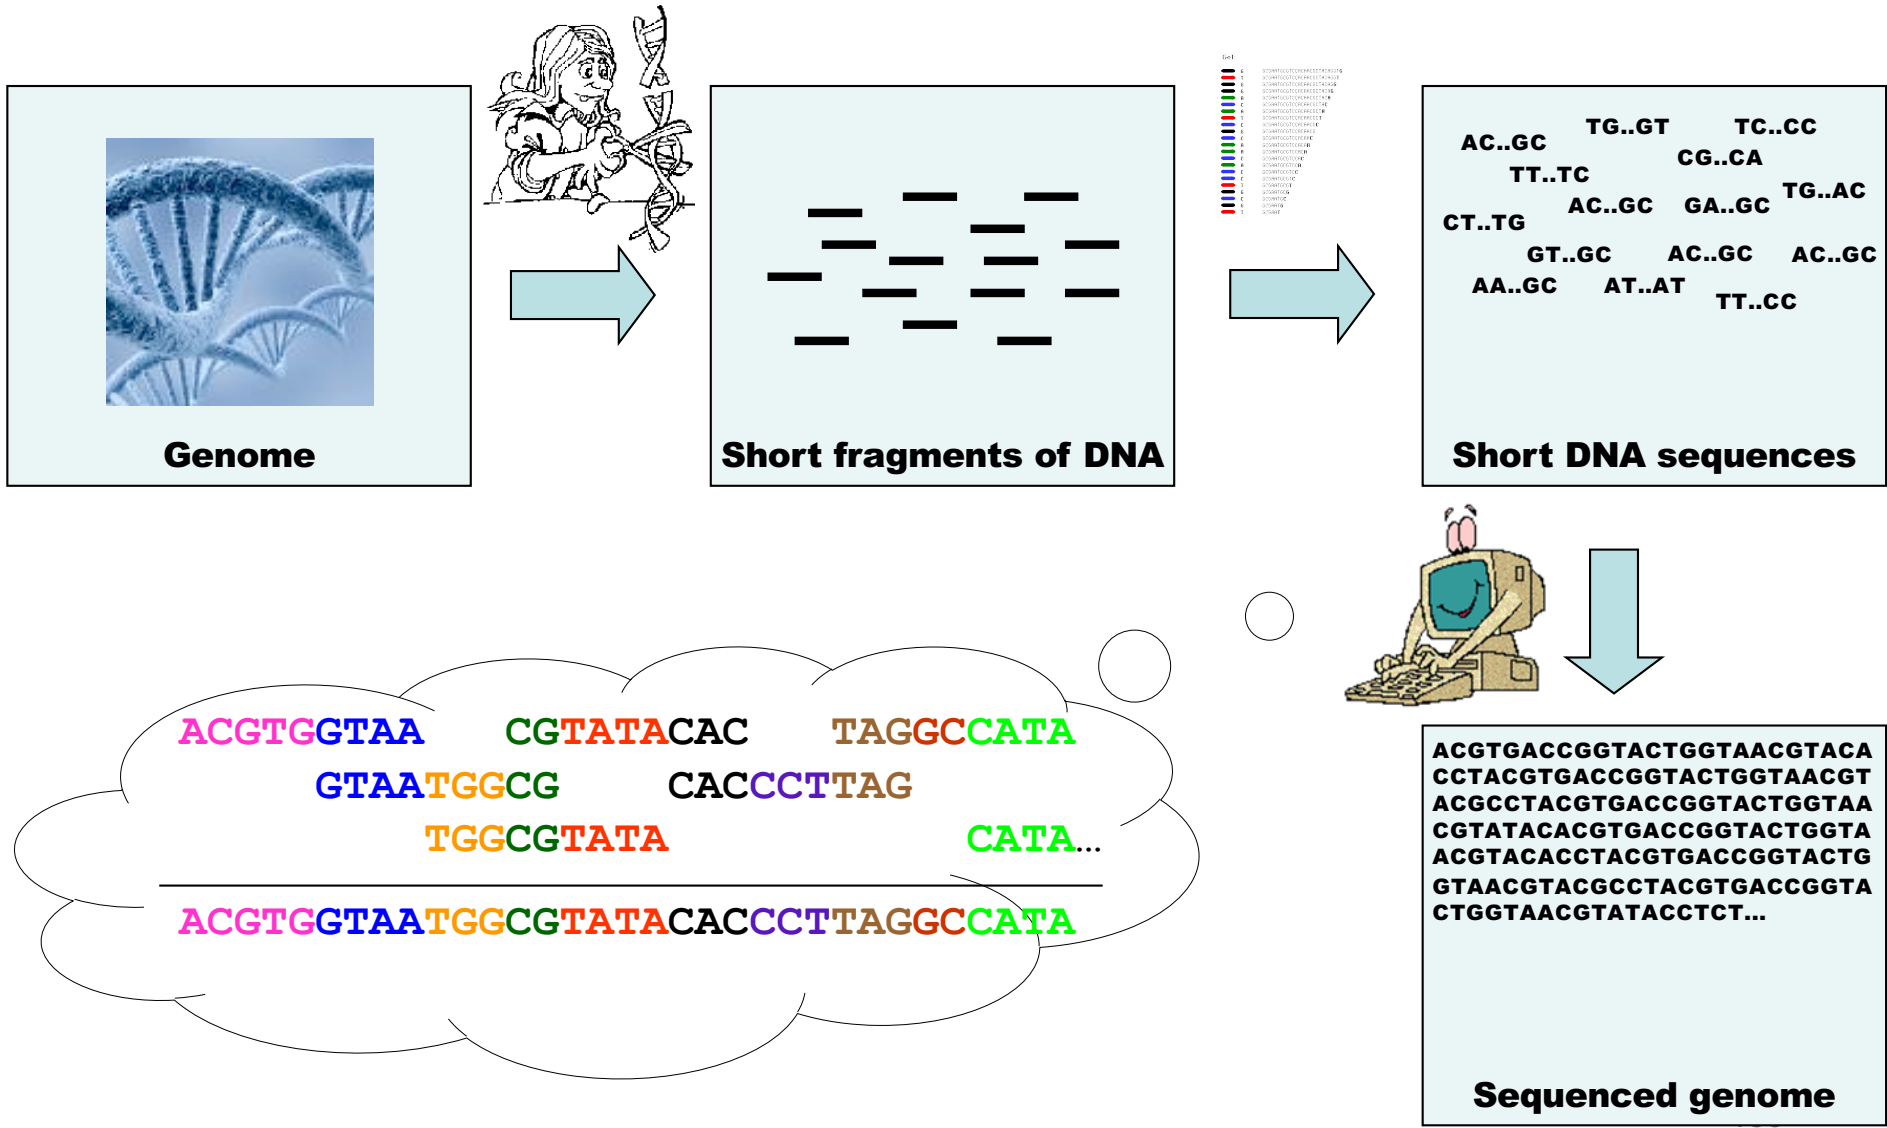 Genome
Short fragments of DNA
Gel:
AC..GC
TG..GT
TC..CC
CG..CA
TT..TC
TG..AC
AC..GC
GA..GC
CT..TG
GT..GC
AC..GC
AC..GC
AA..GC
AT..AT
TT..CC
Short DNA sequences
ACGTGGTAA CGTATACAC TAGGCCATA
GTAATGGCG CACCCTTAG
TGGCGTATA CATA...
ACGTGGTAATGGCGTATACACCCTTAGGCCATA
ACGTGACCGGTACTGGTAACGTACA
CCTACGTGACCGGTACTGGTAACGT
ACGCCTACGTGACCGGTACTGGTAA
CGTATACACGTGACCGGTACTGGTA
ACGTACACCTACGTGACCGGTACTG
GTAACGTACGCCTACGTGACCGGTA
CTGGTAACGTATACCTCT...
Sequenced genome